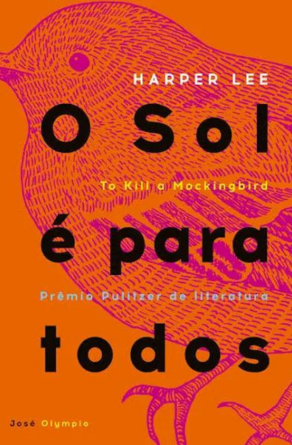 HARPER LEE
O Sol
To Kill a Mockingbird
é para
Prêmio Pulitzer de literatura
todos
José Olympio